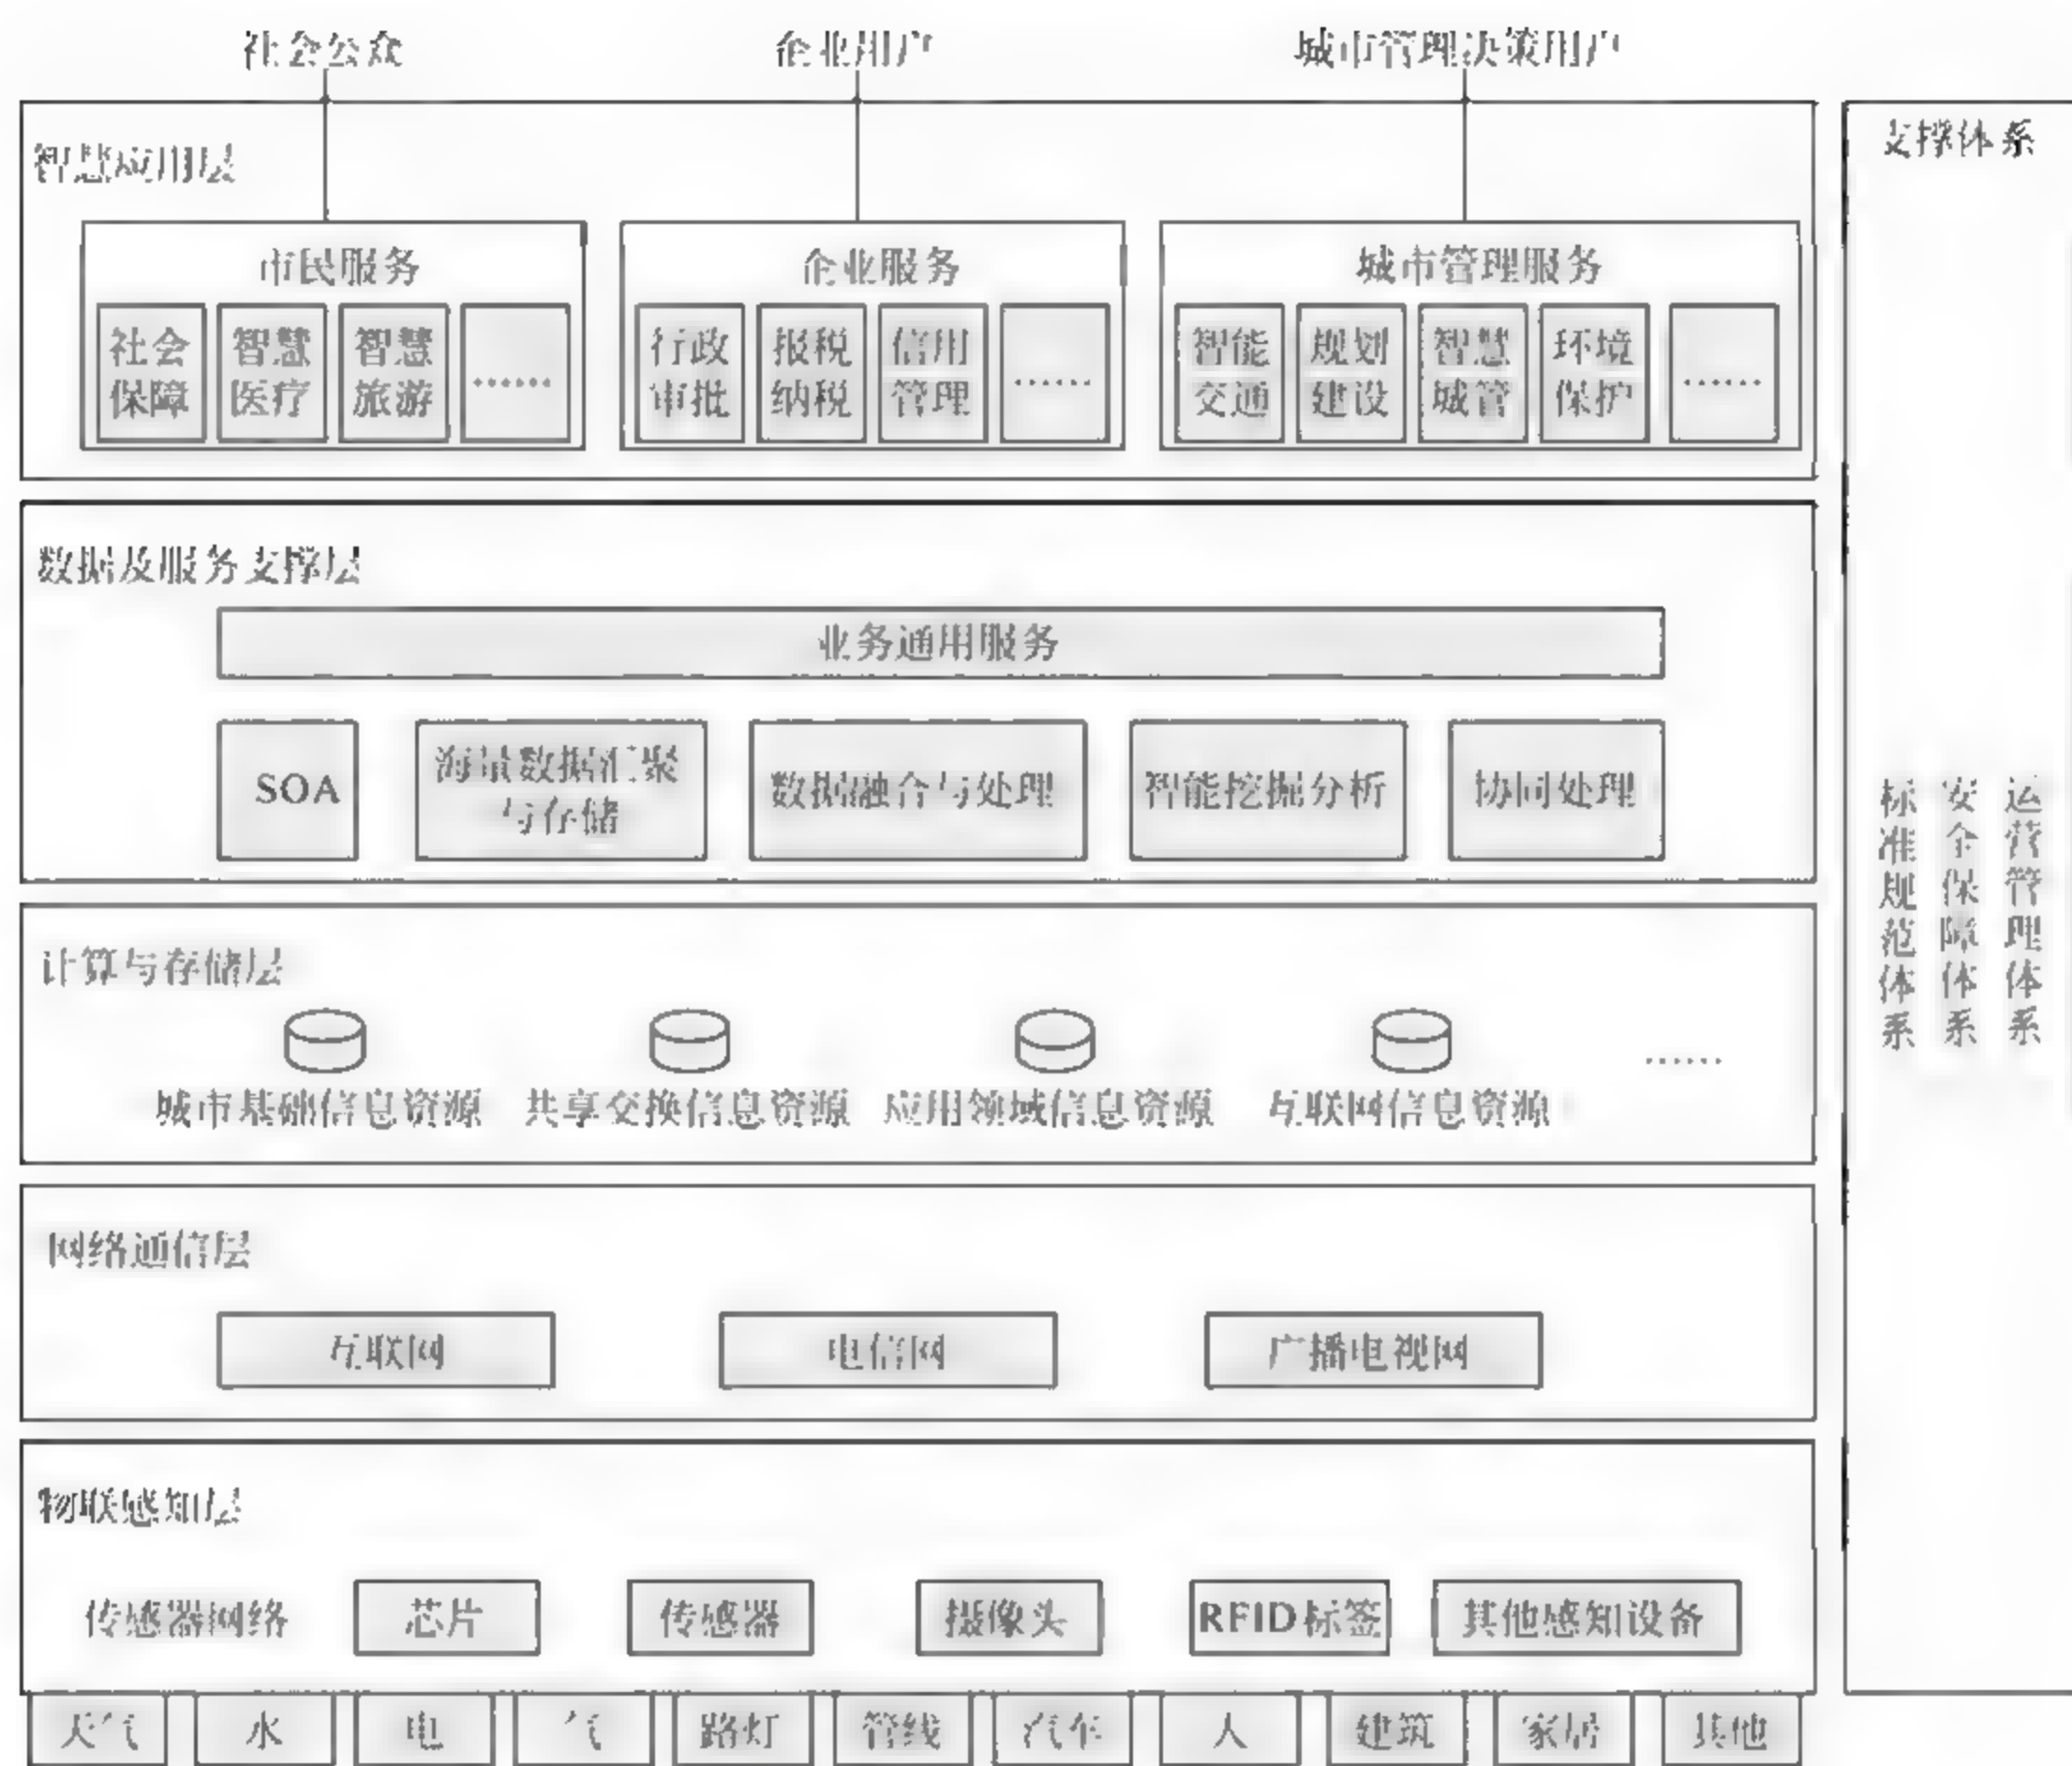 社会公众 企业用户 城市管理决策用户
智慧应用层
支撑体系
市民服务 企业服务 城市管理服务
社会保障 智慧医疗 智慧旅游 …… 行政审批 报税纳税 信用管理 …… 智能交通 规划建设 智慧城管 环境保护 ……
数据及服务支撑层
业务通用服务
SOA 海量数据汇聚与存储 数据融合与处理 智能挖掘分析 协同处理
标准规范体系
安全保障体系
运营管理体系
计算与存储层
城市基础信息资源 共享交换信息资源 应用领域信息资源 互联网信息资源 ……
网络通信层
互联网 电信网 广播电视网
物联感知层
传感器网络 芯片 传感器 摄像头 RFID标签 其他感知设备
天气 水 电 气 路灯 管线 汽车 人 建筑 家居 其他